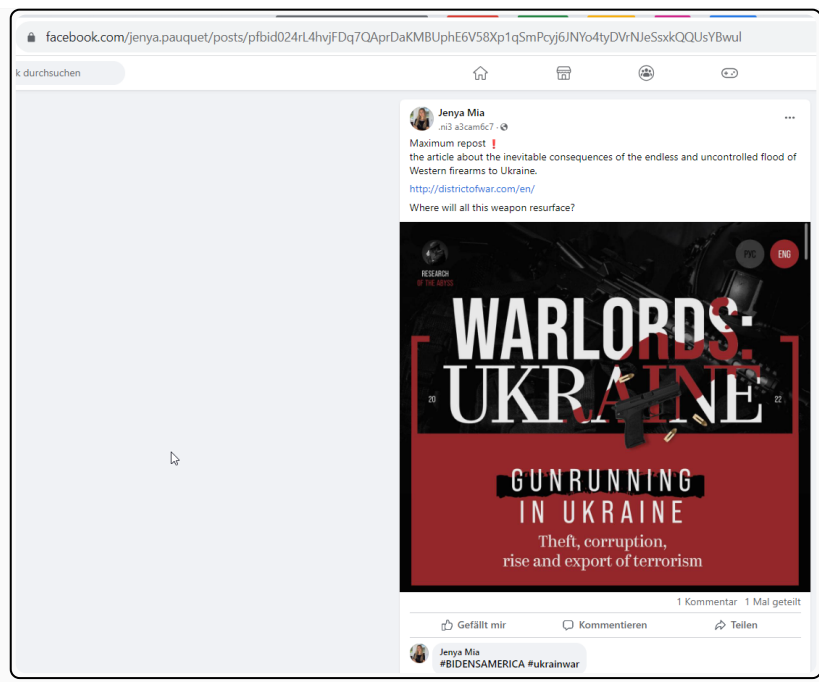 facebook.com/jenya.pauquet/posts/pfbid024rL4hvjFDq7QAprDaKMBUphE6V58Xp1qSmPcyj6JNYo4tyDVrNJeSsxkQQUsYBwul
k durchsuchen
Jenya Mia
.ni3 a3cam6c7 ·
Maximum repost ❗
the article about the inevitable consequences of the endless and uncontrolled flood of
Western firearms to Ukraine.
http://districtofwar.com/en/
Where will all this weapon resurface?
RESEARCH
OF THE ABYSS
РУС
ENG
WARLORDS:
20
UKRAINE
22
GUNRUNNING
IN UKRAINE
Theft, corruption,
rise and export of terrorism
1 Kommentar 1 Mal geteilt
Gefällt mir
Kommentieren
Teilen
Jenya Mia
#BIDENSAMERICA #ukrainwar